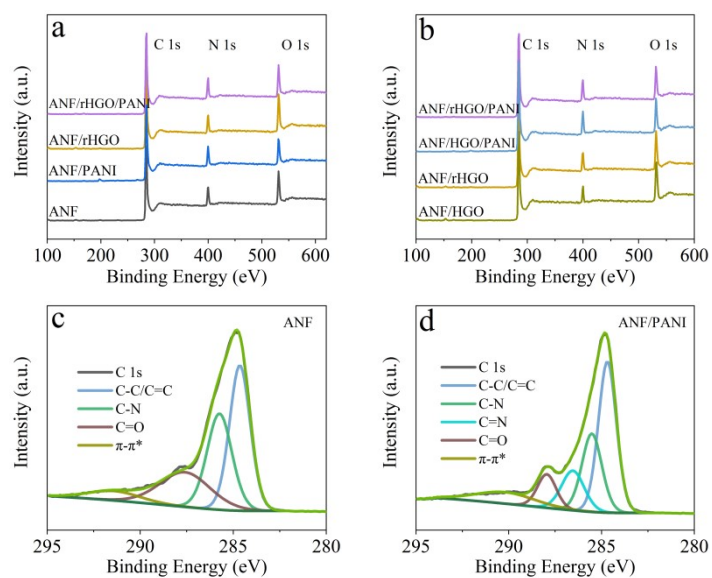 a
C 1s N 1s O 1s
ANF/rHGO/PANI
ANF/rHGO
ANF/PANI
ANF
Intensity (a.u.)
100 200 300 400 500 600
Binding Energy (eV)
b
C 1s N 1s O 1s
ANF/rHGO/PANI
ANF/HGO/PANI
ANF/rHGO
ANF/HGO
Intensity (a.u.)
100 200 300 400 500 600
Binding Energy (eV)
c
ANF
C 1s
C-C/C=C
C-N
C=O
π-π*
Intensity (a.u.)
295 290 285 280
Binding Energy (eV)
d
ANF/PANI
C 1s
C-C/C=C
C-N
C=N
C=O
π-π*
Intensity (a.u.)
295 290 285 280
Binding Energy (eV)